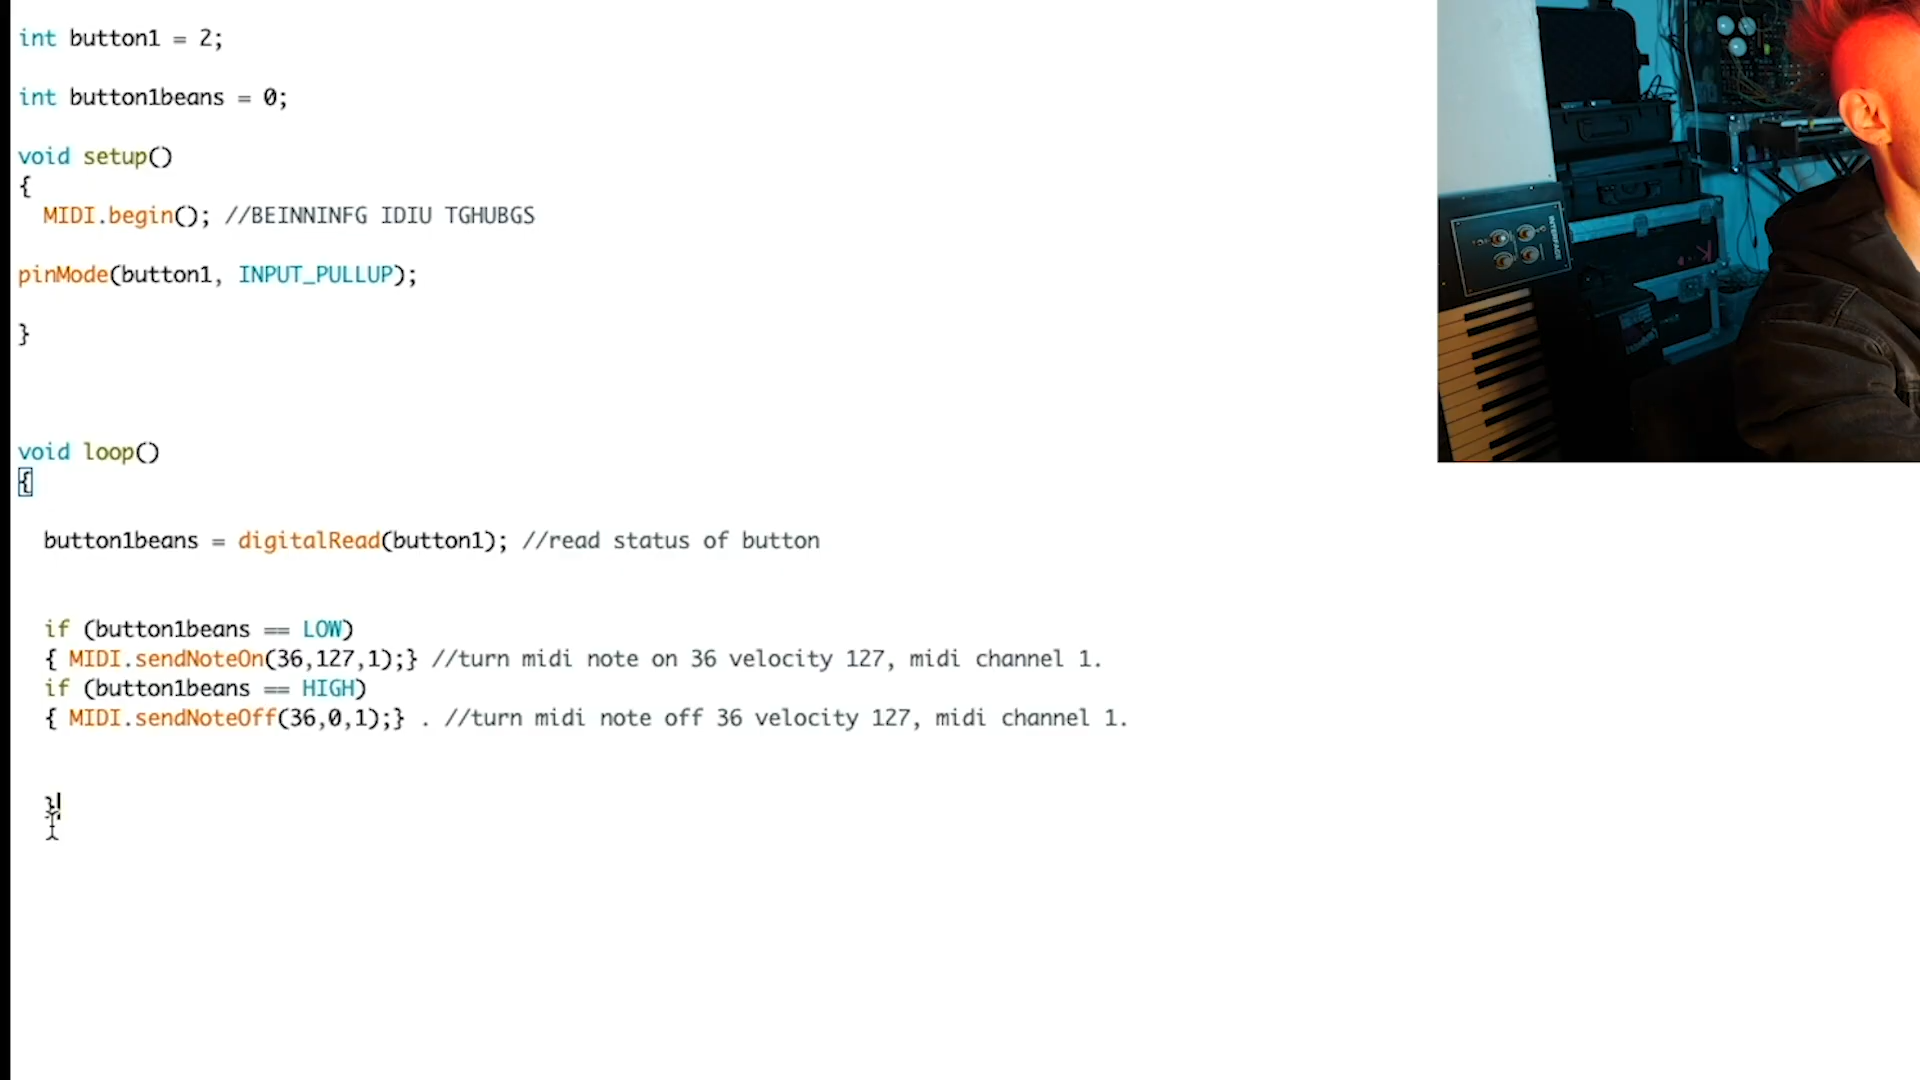 int button1 = 2;
int button1beans = 0;
void setup()
{
MIDI.begin(); //BEINNINFG IDIU TGHUBGS
pinMode(button1, INPUT_PULLUP);
}
void loop()
{
button1beans = digitalRead(button1); //read status of button
if (button1beans == LOW)
{ MIDI.sendNoteOn(36,127,1);} //turn midi note on 36 velocity 127, midi channel 1.
if (button1beans == HIGH)
{ MIDI.sendNoteOff(36,0,1);} . //turn midi note off 36 velocity 127, midi channel 1.
}
INTERFACE